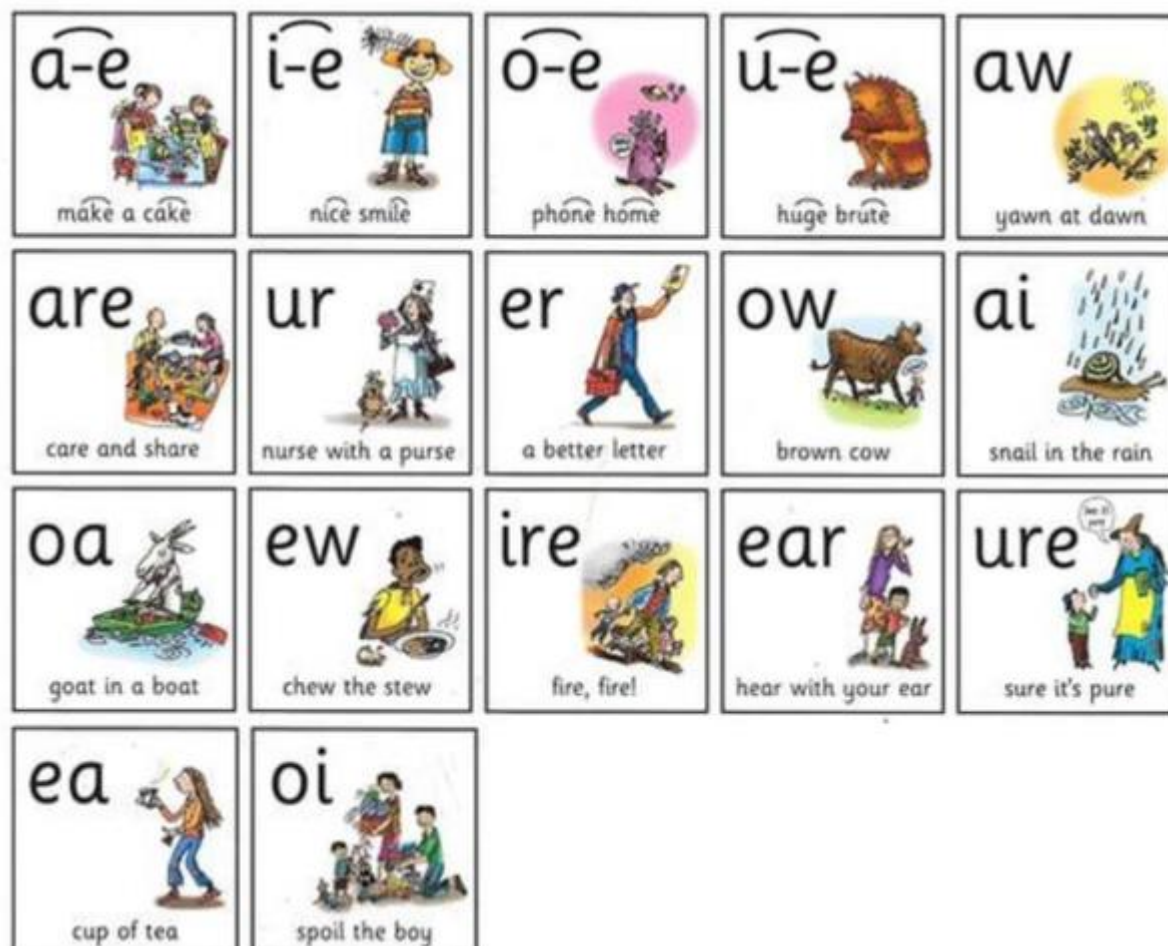 a-e
make a cake
i-e
nice smile
o-e
phone home
u-e
huge brute
aw
yawn at dawn
are
care and share
ur
nurse with a purse
er
a better letter
ow
brown cow
ai
snail in the rain
oa
goat in a boat
ew
chew the stew
ire
fire, fire!
ear
hear with your ear
ure
sure it's pure
ea
cup of tea
oi
spoil the boy